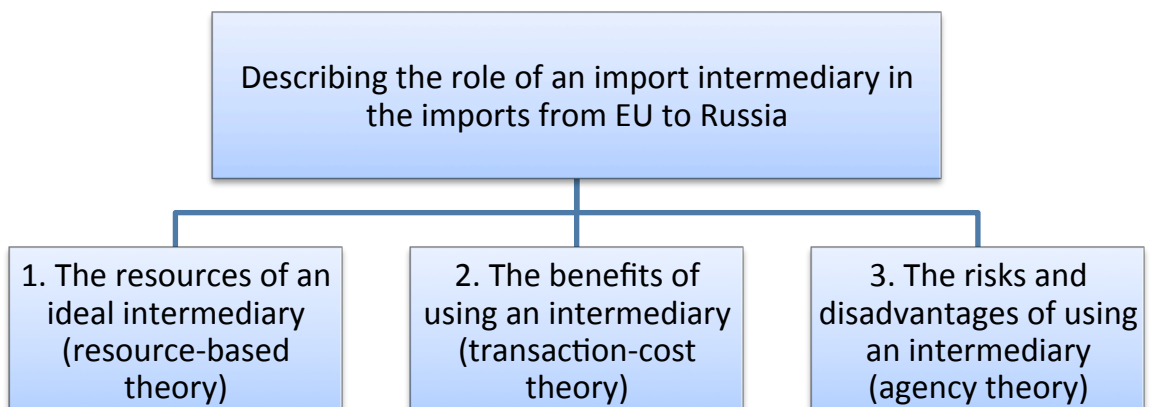 Describing the role of an import intermediary in
the imports from EU to Russia
1. The resources of an
ideal intermediary
(resource-based
theory)
2. The benefits of
using an intermediary
(transaction-cost
theory)
3. The risks and
disadvantages of using
an intermediary
(agency theory)